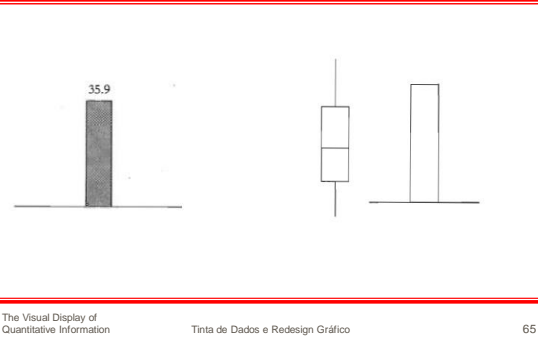 35.9
The Visual Display of
Quantitative Information
Tinta de Dados e Redesign Gráfico
65